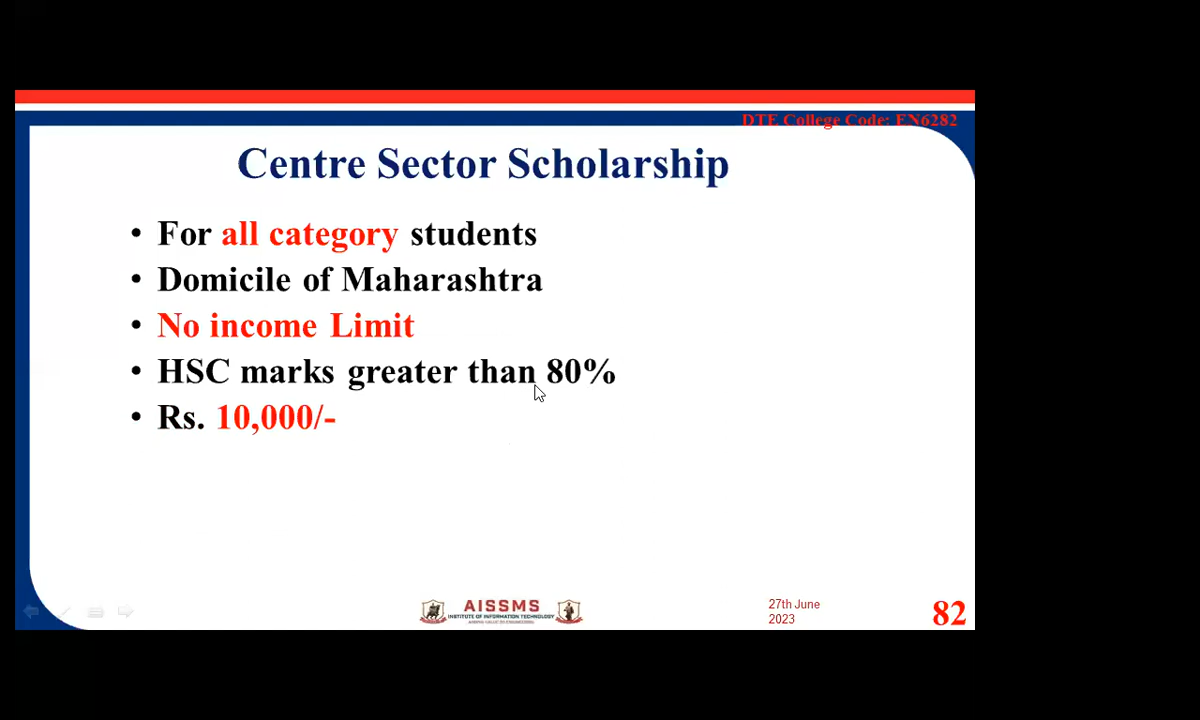 DTE College Code: EN6282
Centre Sector Scholarship
• For all category students
• Domicile of Maharashtra
• No income Limit
• HSC marks greater than 80%
• Rs. 10,000/-
AISSMS
INSTITUTE OF INFORMATION TECHNOLOGY
27th June
2023
82